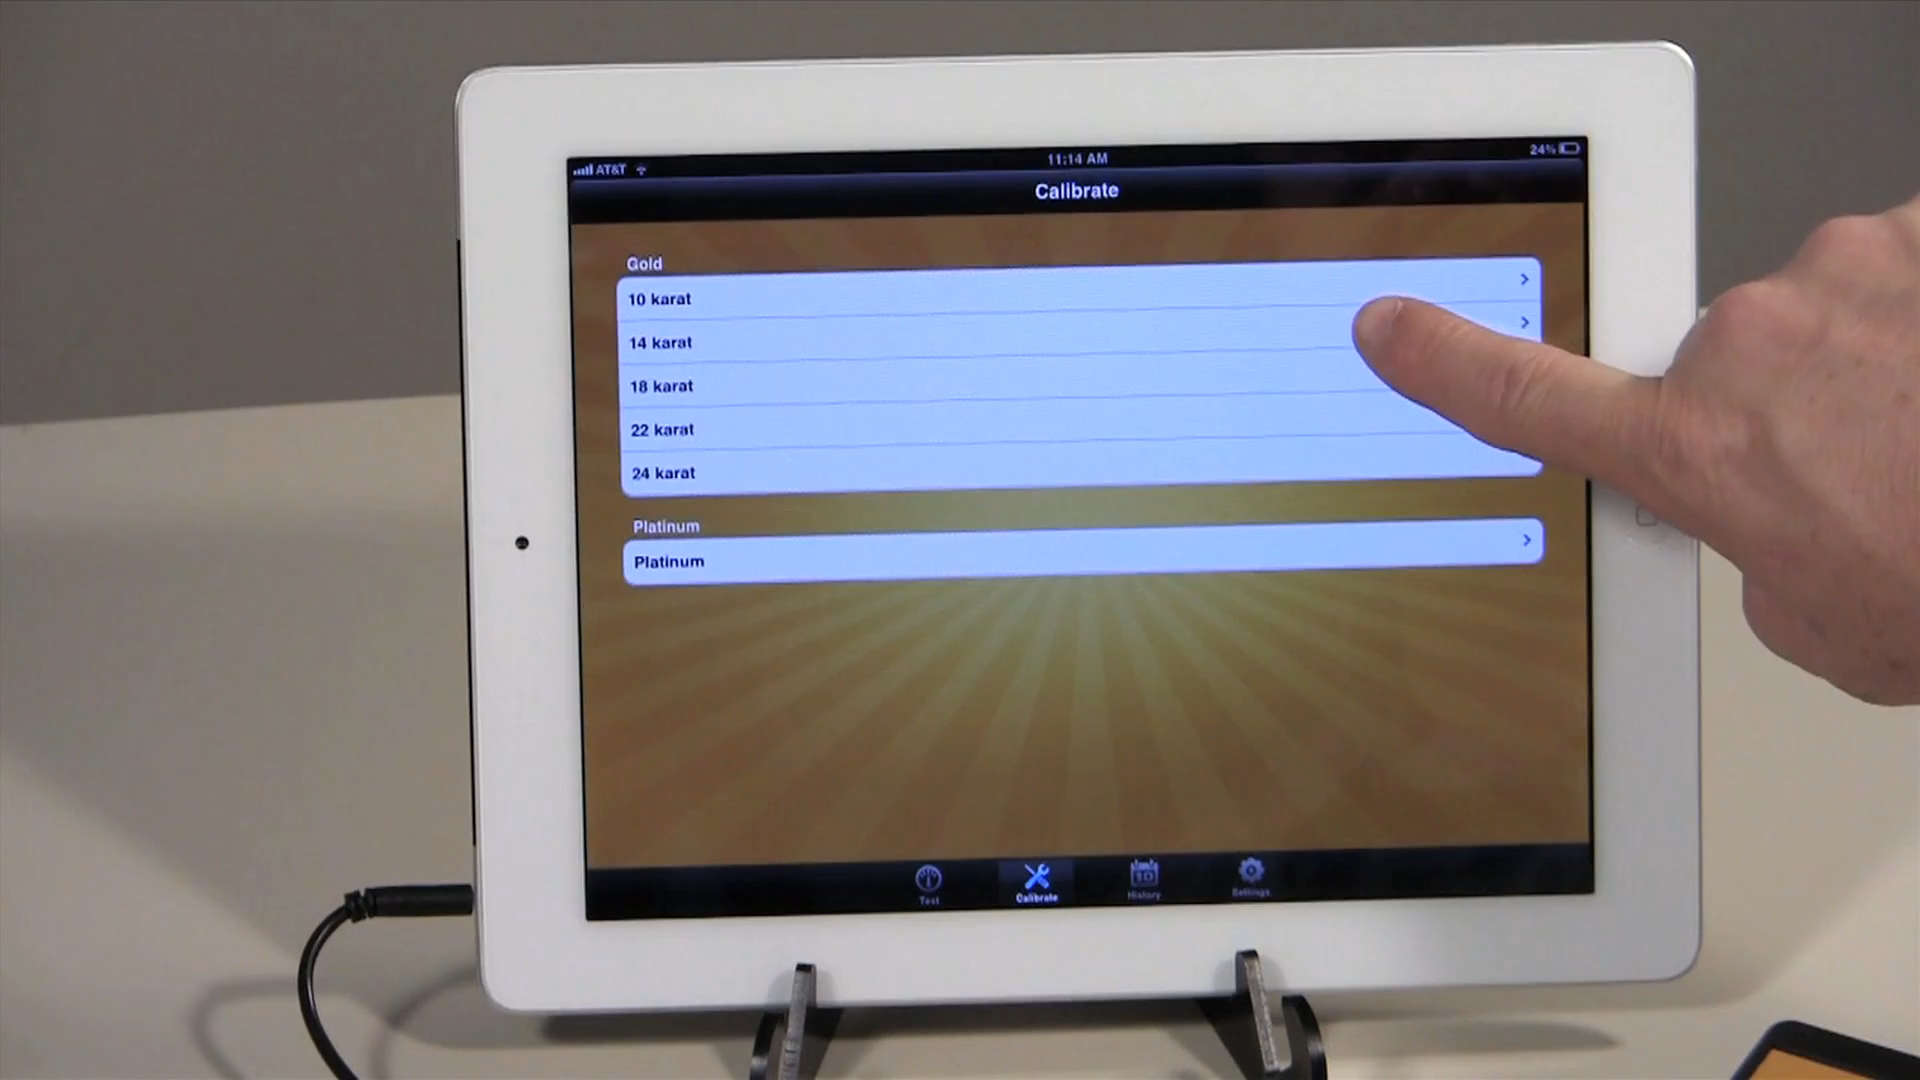 AT&T
11:14 AM
24%
Calibrate
Gold
10 karat
14 karat
18 karat
22 karat
24 karat
Platinum
Platinum
Test
Calibrate
History
Settings